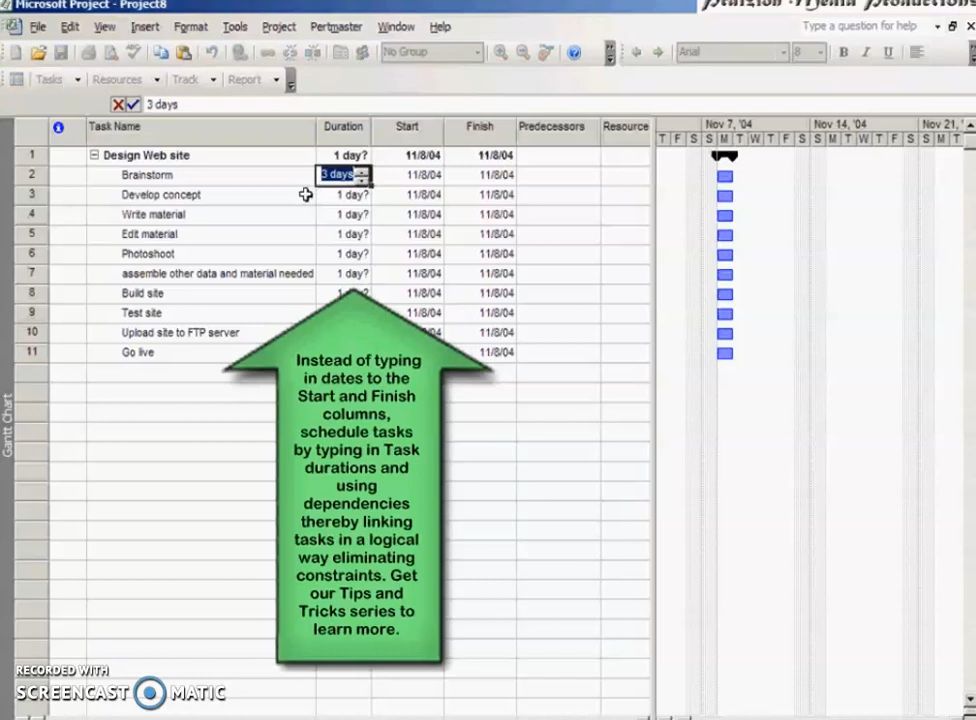 Microsoft Project - Project8
File Edit View Insert Format Tools Project Pertmaster Window Help
Type a question for help
No Group
Arial
8
B I U
Tasks Resources Track Report
3 days
Task Name Duration Start Finish Predecessors Resource
Nov 7, '04 Nov 14, '04 Nov 21,
T F S S M T W T F S S M T W T F S S M T
1 Design Web site 1 day? 11/8/04 11/8/04
2 Brainstorm 3 days 11/8/04 11/8/04
3 Develop concept 1 day? 11/8/04 11/8/04
4 Write material 1 day? 11/8/04 11/8/04
5 Edit material 1 day? 11/8/04 11/8/04
6 Photoshoot 1 day? 11/8/04 11/8/04
7 assemble other data and material needed 1 day? 11/8/04 11/8/04
8 Build site 11/8/04 11/8/04
9 Test site 11/8/04 11/8/04
10 Upload site to FTP server 11/8/04
11 Go live 11/8/04
Gantt Chart
Instead of typing
in dates to the
Start and Finish
columns,
schedule tasks
by typing in Task
durations and
using
dependencies
thereby linking
tasks in a logical
way eliminating
constraints. Get
our Tips and
Tricks series to
learn more.
RECORDED WITH
SCREENCAST MATIC